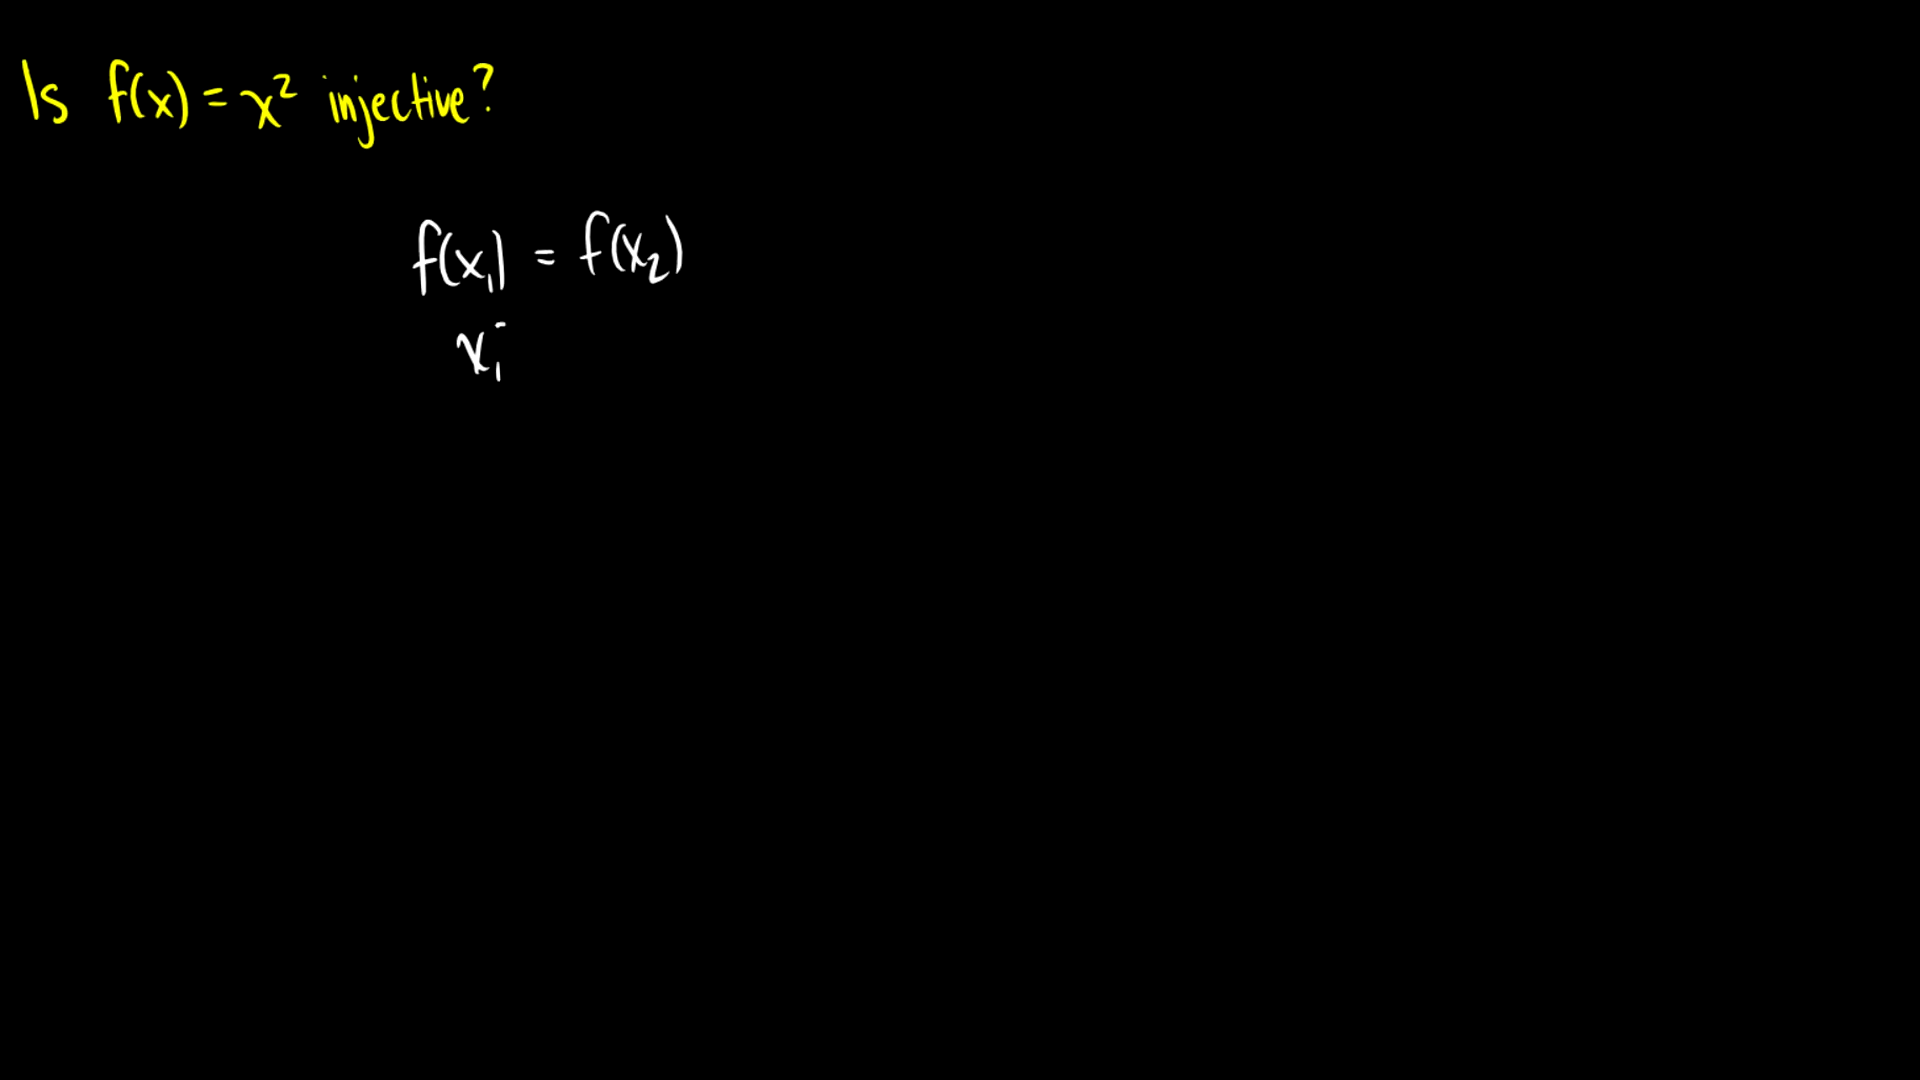 Is f(x) = x² injective?
f(x₁) = f(x₂)
x₁